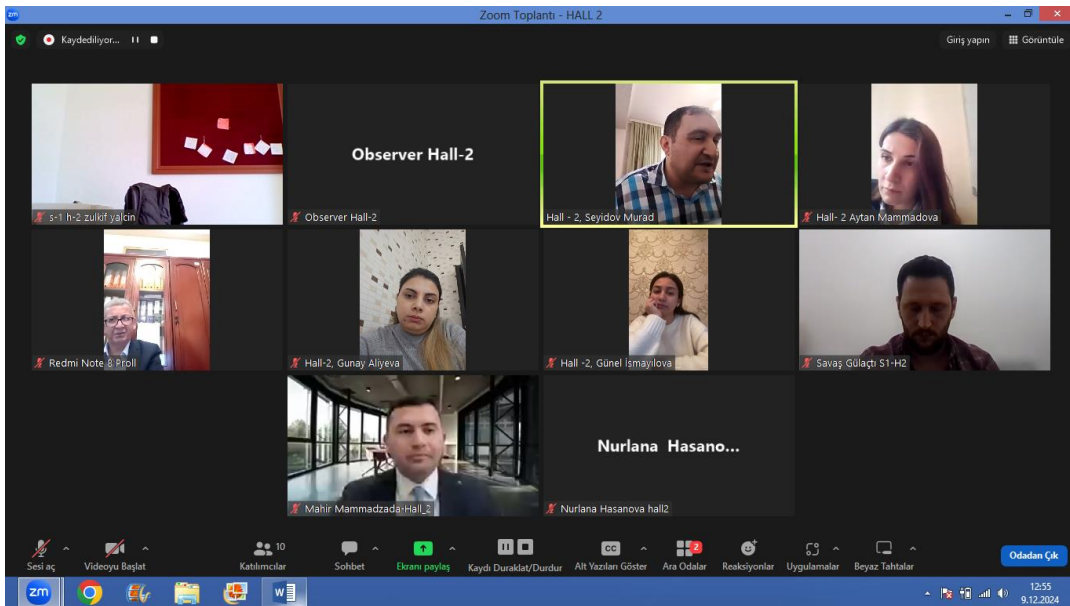 zm
Zoom Toplantı - HALL 2
Kaydediliyor...
Giriş yapın
Görüntüle
s-1 h-2 zulkif yalcin
Observer Hall-2
Observer Hall-2
Hall - 2, Seyidov Murad
Hall- 2 Aytan Mammadova
Redmi Note 8 Proll
Hall-2, Gunay Aliyeva
Hall -2, Günel İsmayılova
Savaş Gülaçtı S1-H2
Mahir Mammadzada-Hall_2
Nurlana Hasano...
Nurlana Hasanova hall2
Sesi aç
Videoyu Başlat
10
Katılımcılar
Sohbet
Ekranı paylaş
Kaydı Duraklat/Durdur
CC
Alt Yazıları Göster
2
Ara Odalar
Reaksiyonlar
Uygulamalar
Beyaz Tahtalar
Odadan Çık
zm
W
12:55
9.12.2024